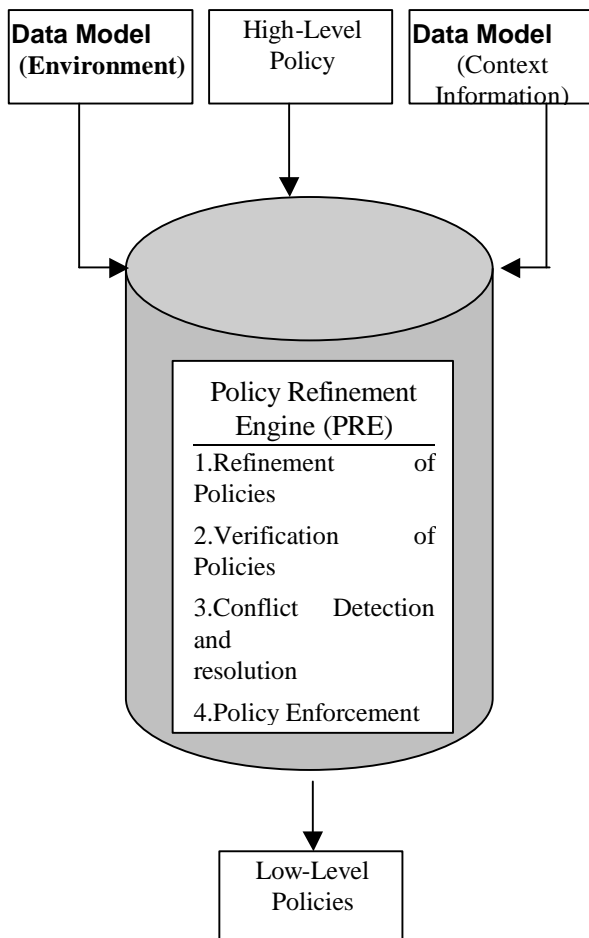 Data Model
(Environment)
High-Level
Policy
Data Model
(Context
Information)
Policy Refinement
Engine (PRE)
1.Refinement of
Policies
2.Verification of
Policies
3.Conflict Detection
and
resolution
4.Policy Enforcement
Low-Level
Policies